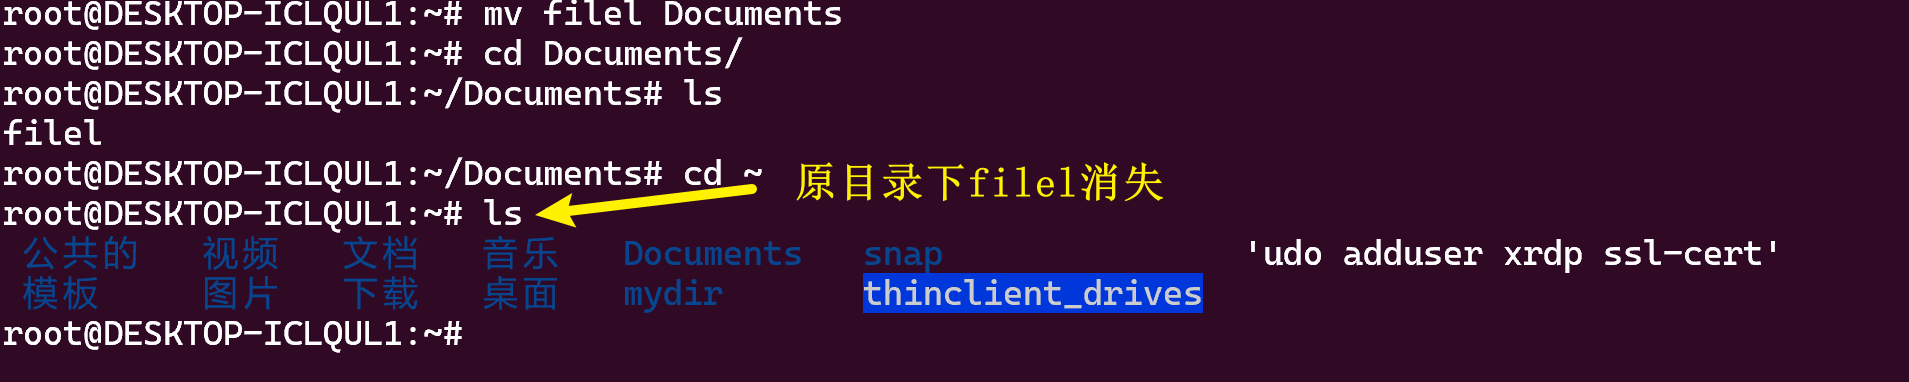 root@DESKTOP-ICLQUL1:~# mv filel Documents
root@DESKTOP-ICLQUL1:~# cd Documents/
root@DESKTOP-ICLQUL1:~/Documents# ls
filel
root@DESKTOP-ICLQUL1:~/Documents# cd ~ 原目录下filel消失
root@DESKTOP-ICLQUL1:~# ls
公共的 视频 文档 音乐 Documents snap 'udo adduser xrdp ssl-cert'
模板 图片 下载 桌面 mydir thinclient_drives
root@DESKTOP-ICLQUL1:~#